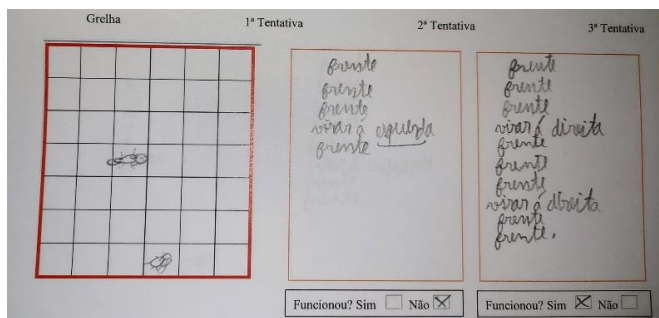 Grelha
1ª Tentativa
2ª Tentativa
3ª Tentativa
frente
frente
frente
virar á esquerda
frente
Funcionou? Sim Não
frente
frente
frente
virar á direita
frente
frente
frente
virar á direita
frente
frente.
Funcionou? Sim Não